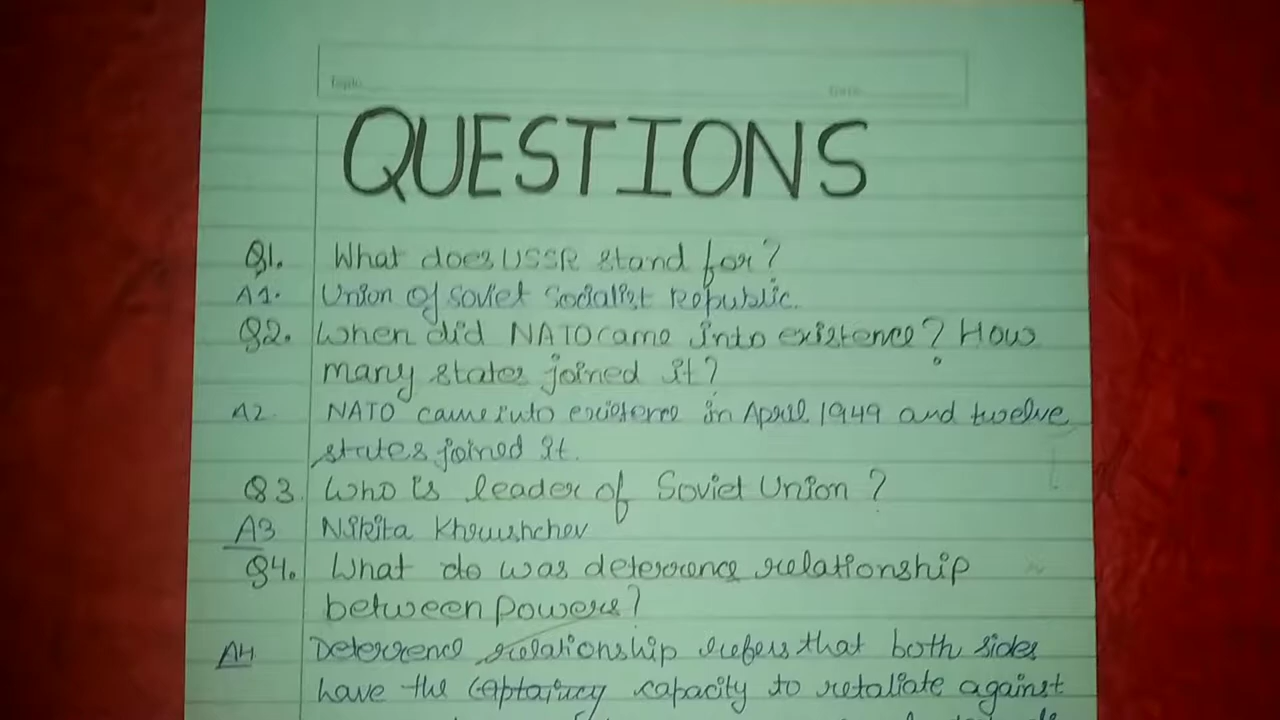 QUESTIONS
Q1. What does USSR stand for?
A1. Union of Soviet Socialist Republic.
Q2. When did NATO came into existence? How
many states joined it?
A2. NATO came into existence in April 1949 and twelve
states joined it.
Q3. Who is leader of Soviet Union?
A3 Nikita Khrushchev
Q4. What do was deterrence relationship
between powers?
A4 Deterrence relationship refers that both sides
have the capacity to retaliate against